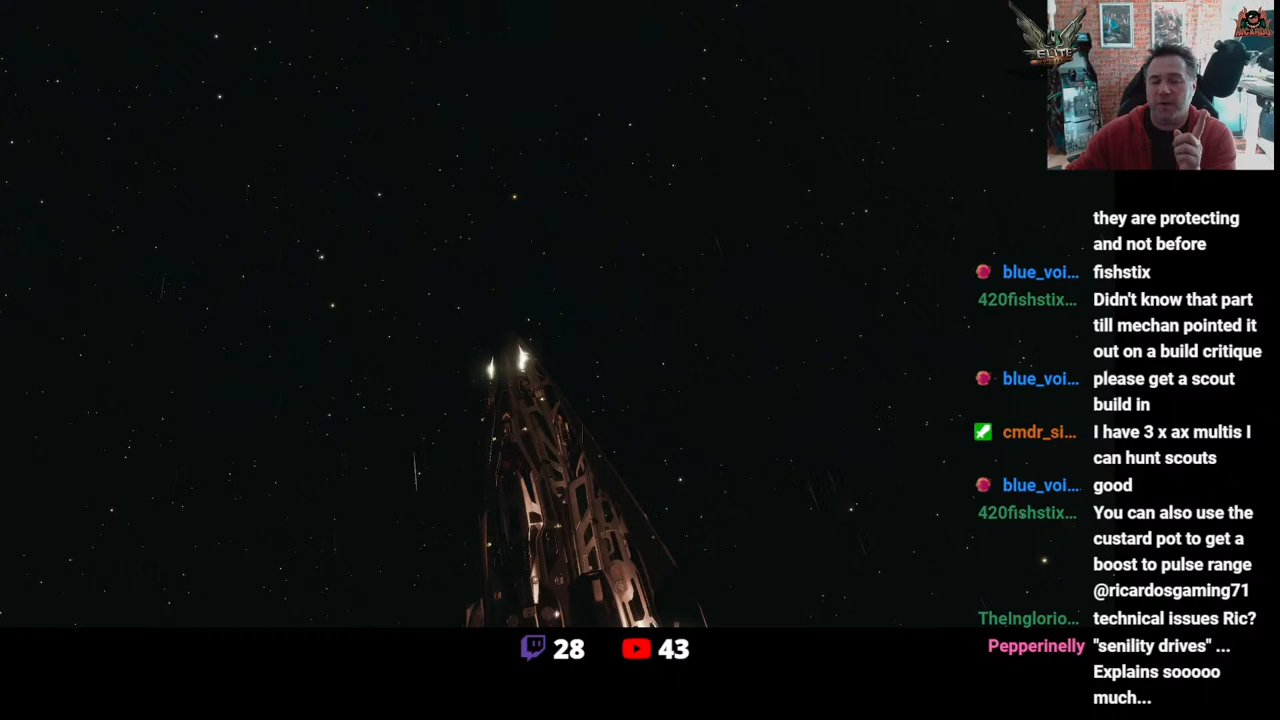 ELITE
RICARDO
they are protecting
and not before
blue_voi... fishstix
420fishstix... Didn't know that part
till mechan pointed it
out on a build critique
blue_voi... please get a scout
build in
cmdr_si... I have 3 x ax multis I
can hunt scouts
blue_voi... good
420fishstix... You can also use the
custard pot to get a
boost to pulse range
@ricardosgaming71
TheInglorio... technical issues Ric?
Pepperinelly "senility drives" ...
Explains sooooo
much...
28 43